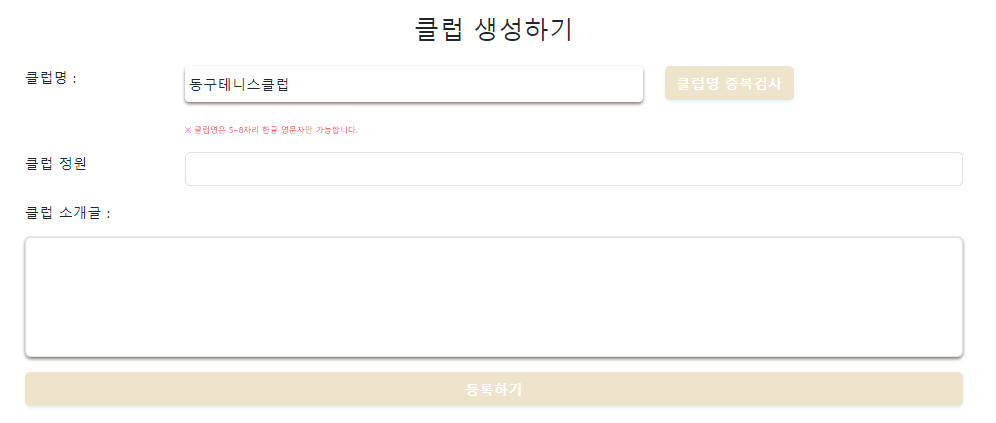 클럽 생성하기
클럽명 : 동구테니스클럽 클럽명 중복검사
※ 클럽명은 5~8자리 한글 영문자만 가능합니다.
클럽 정원
클럽 소개글 :
등록하기